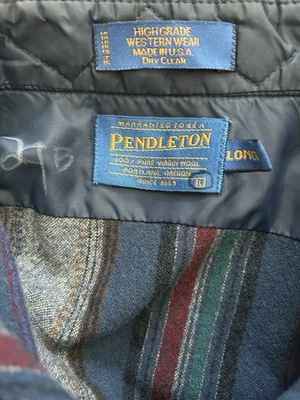 HIGH GRADE
WESTERN WEAR
MADE IN U.S.A.
DRY CLEAN
WARRANTED TO BE A
PENDLETON
LONG
100% PURE VIRGIN WOOL
PORTLAND, OREGON
SINCE 1863